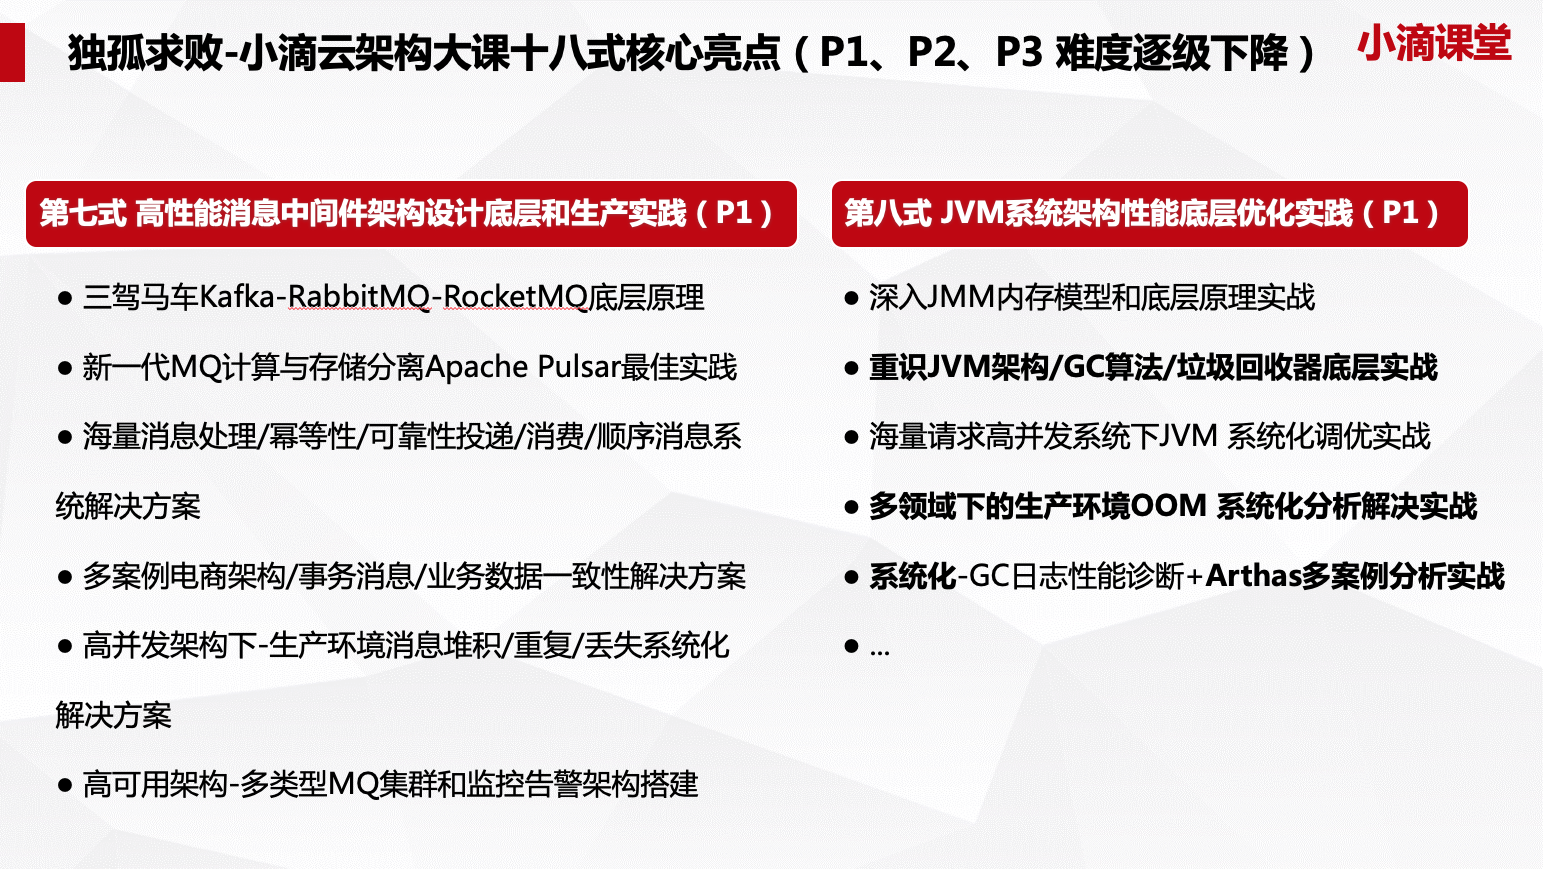 独孤求败-小滴云架构大课十八式核心亮点（P1、P2、P3 难度逐级下降）
小滴课堂
第七式 高性能消息中间件架构设计底层和生产实践（P1）
● 三驾马车Kafka-RabbitMQ-RocketMQ底层原理
● 新一代MQ计算与存储分离Apache Pulsar最佳实践
● 海量消息处理/幂等性/可靠性投递/消费/顺序消息系
统解决方案
● 多案例电商架构/事务消息/业务数据一致性解决方案
● 高并发架构下-生产环境消息堆积/重复/丢失系统化
解决方案
● 高可用架构-多类型MQ集群和监控告警架构搭建
第八式 JVM系统架构性能底层优化实践（P1）
● 深入JMM内存模型和底层原理实战
● 重识JVM架构/GC算法/垃圾回收器底层实战
● 海量请求高并发系统下JVM 系统化调优实战
● 多领域下的生产环境OOM 系统化分析解决实战
● 系统化-GC日志性能诊断+Arthas多案例分析实战
● ...